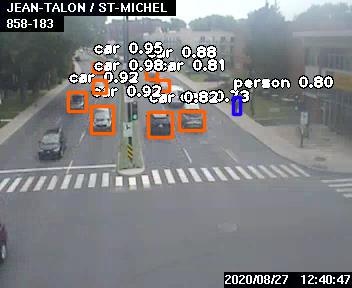 JEAN-TALON / ST-MICHEL
858-183
car 0.95
car 0.88
car 0.98
car 0.81
car 0.92
person 0.80
car 0.92
car 0.82
2020/08/27 12:40:47